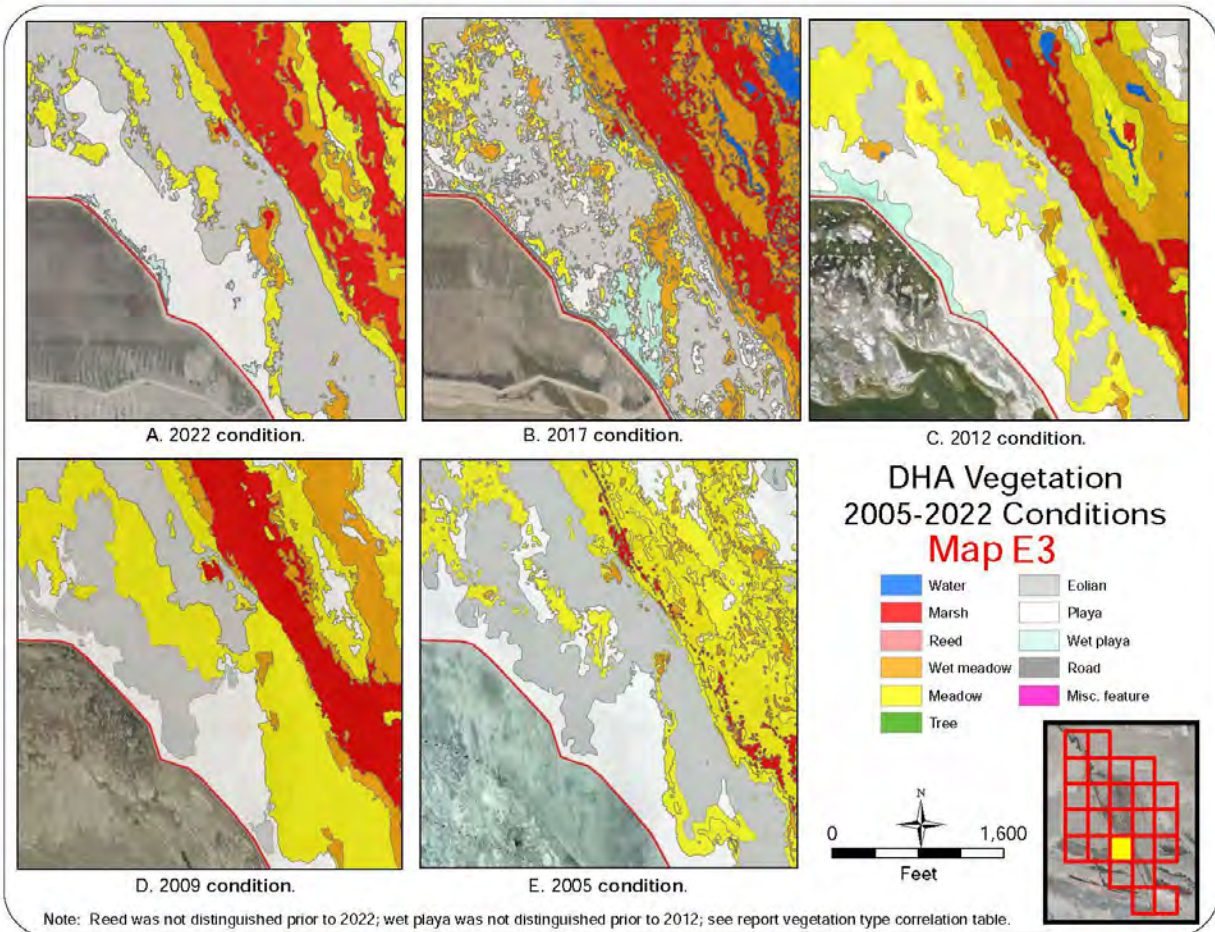 A. 2022 condition.
B. 2017 condition.
C. 2012 condition.
D. 2009 condition.
E. 2005 condition.
DHA Vegetation
2005-2022 Conditions
Map E3
Water
Marsh
Reed
Wet meadow
Meadow
Tree
Eolian
Playa
Wet playa
Road
Misc. feature
N
0 1,600
Feet
Note: Reed was not distinguished prior to 2022; wet playa was not distinguished prior to 2012; see report vegetation type correlation table.